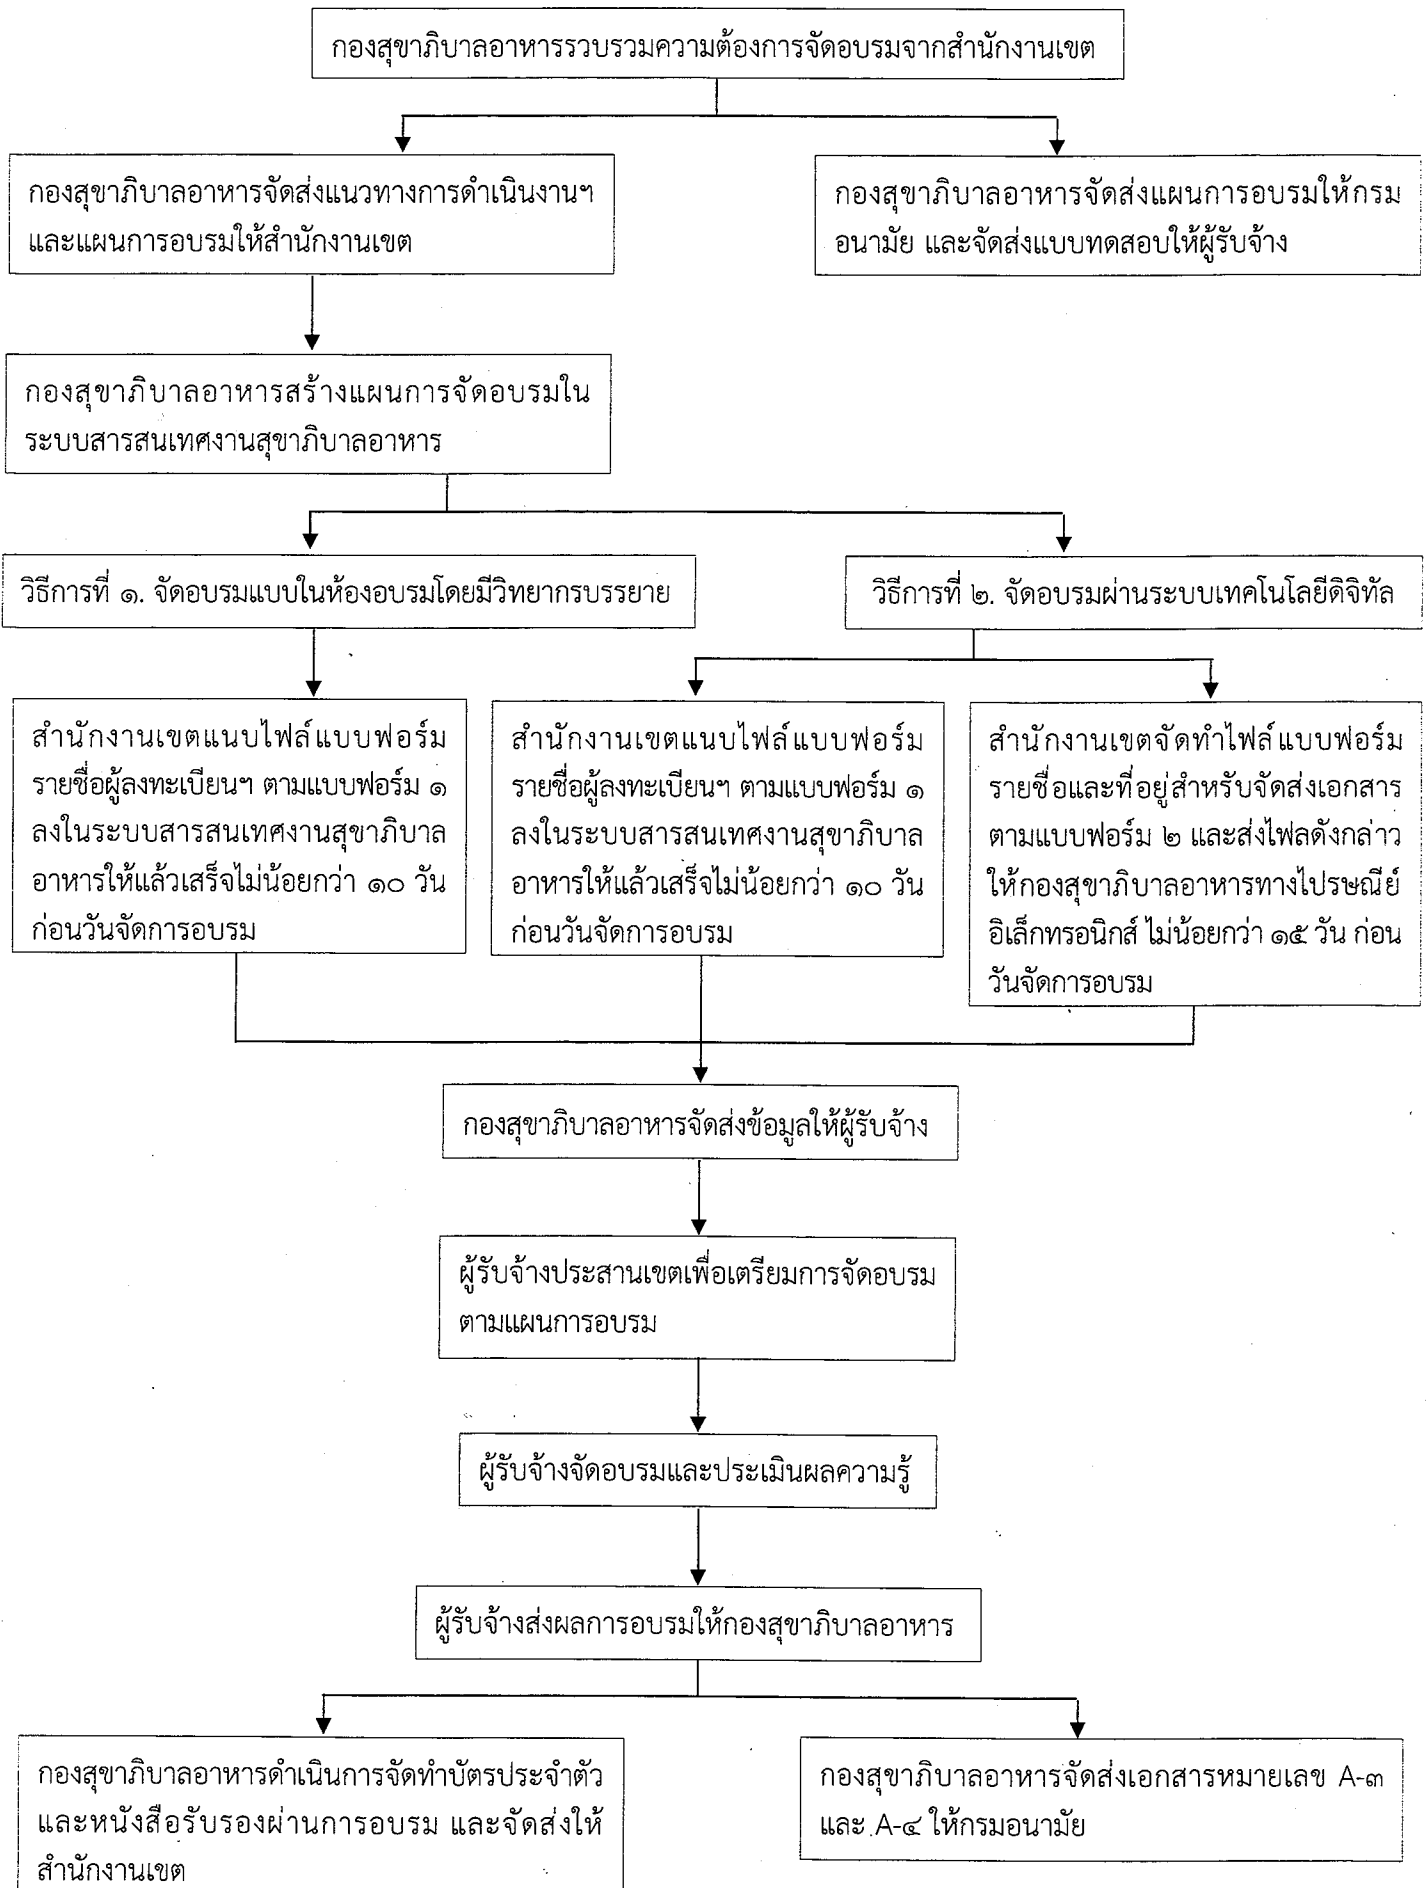 กองสุขาภิบาลอาหารรวบรวมความต้องการจัดอบรมจากสำนักงานเขต
กองสุขาภิบาลอาหารจัดส่งแนวทางการดำเนินงานฯ
และแผนการอบรมให้สำนักงานเขต
กองสุขาภิบาลอาหารจัดส่งแผนการอบรมให้กรม
อนามัย และจัดส่งแบบทดสอบให้ผู้รับจ้าง
กองสุขาภิบาลอาหารสร้างแผนการจัดอบรมใน
ระบบสารสนเทศงานสุขาภิบาลอาหาร
วิธีการที่ ๑. จัดอบรมแบบในห้องอบรมโดยมีวิทยากรบรรยาย
วิธีการที่ ๒. จัดอบรมผ่านระบบเทคโนโลยีดิจิทัล
สำนักงานเขตแนบไฟล์แบบฟอร์ม
รายชื่อผู้ลงทะเบียนฯ ตามแบบฟอร์ม ๑
ลงในระบบสารสนเทศงานสุขาภิบาล
อาหารให้แล้วเสร็จไม่น้อยกว่า ๑๐ วัน
ก่อนวันจัดการอบรม
สำนักงานเขตแนบไฟล์แบบฟอร์ม
รายชื่อผู้ลงทะเบียนฯ ตามแบบฟอร์ม ๑
ลงในระบบสารสนเทศงานสุขาภิบาล
อาหารให้แล้วเสร็จไม่น้อยกว่า ๑๐ วัน
ก่อนวันจัดการอบรม
สำนักงานเขตจัดทำไฟล์แบบฟอร์ม
รายชื่อและที่อยู่สำหรับจัดส่งเอกสาร
ตามแบบฟอร์ม ๒ และส่งไฟลดังกล่าว
ให้กองสุขาภิบาลอาหารทางไปรษณีย์
อิเล็กทรอนิกส์ ไม่น้อยกว่า ๑๕ วัน ก่อน
วันจัดการอบรม
กองสุขาภิบาลอาหารจัดส่งข้อมูลให้ผู้รับจ้าง
ผู้รับจ้างประสานเขตเพื่อเตรียมการจัดอบรม
ตามแผนการอบรม
ผู้รับจ้างจัดอบรมและประเมินผลความรู้
ผู้รับจ้างส่งผลการอบรมให้กองสุขาภิบาลอาหาร
กองสุขาภิบาลอาหารดำเนินการจัดทำบัตรประจำตัว
และหนังสือรับรองผ่านการอบรม และจัดส่งให้
สำนักงานเขต
กองสุขาภิบาลอาหารจัดส่งเอกสารหมายเลข A-๓
และ A-๔ ให้กรมอนามัย